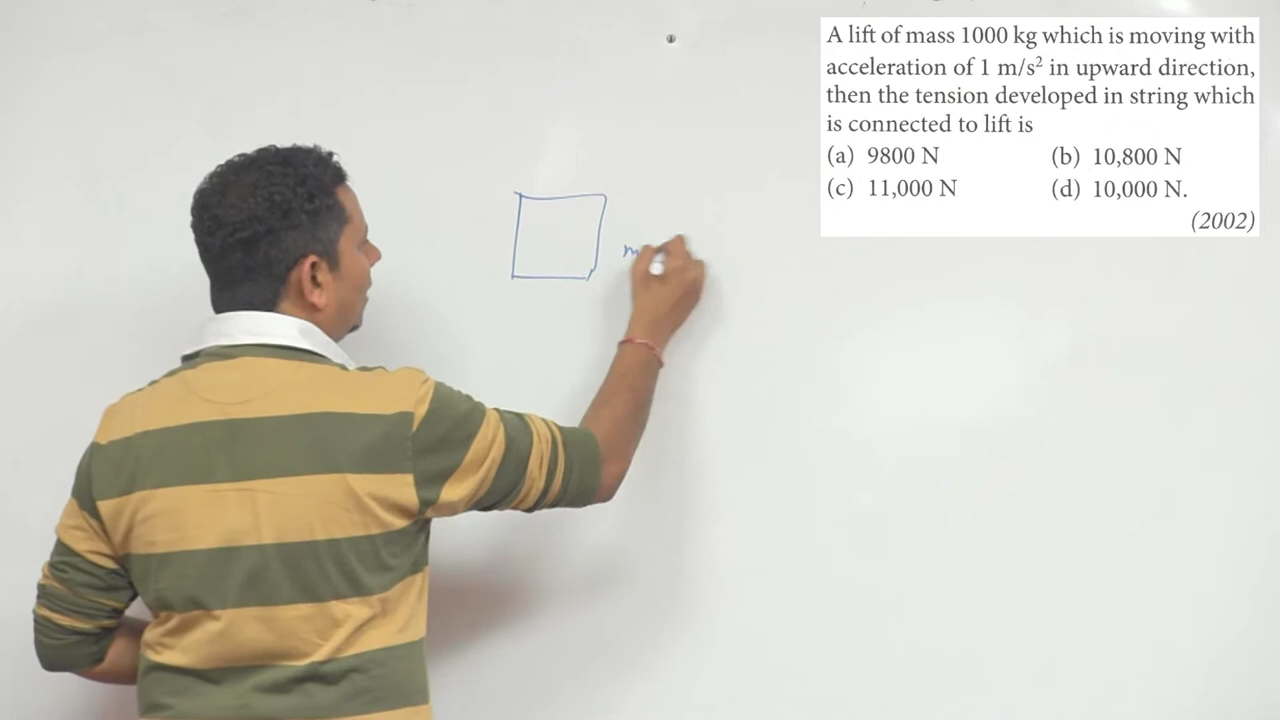 A lift of mass 1000 kg which is moving with
acceleration of 1 m/s² in upward direction,
then the tension developed in string which
is connected to lift is
(a) 9800 N (b) 10,800 N
(c) 11,000 N (d) 10,000 N.
(2002)
m